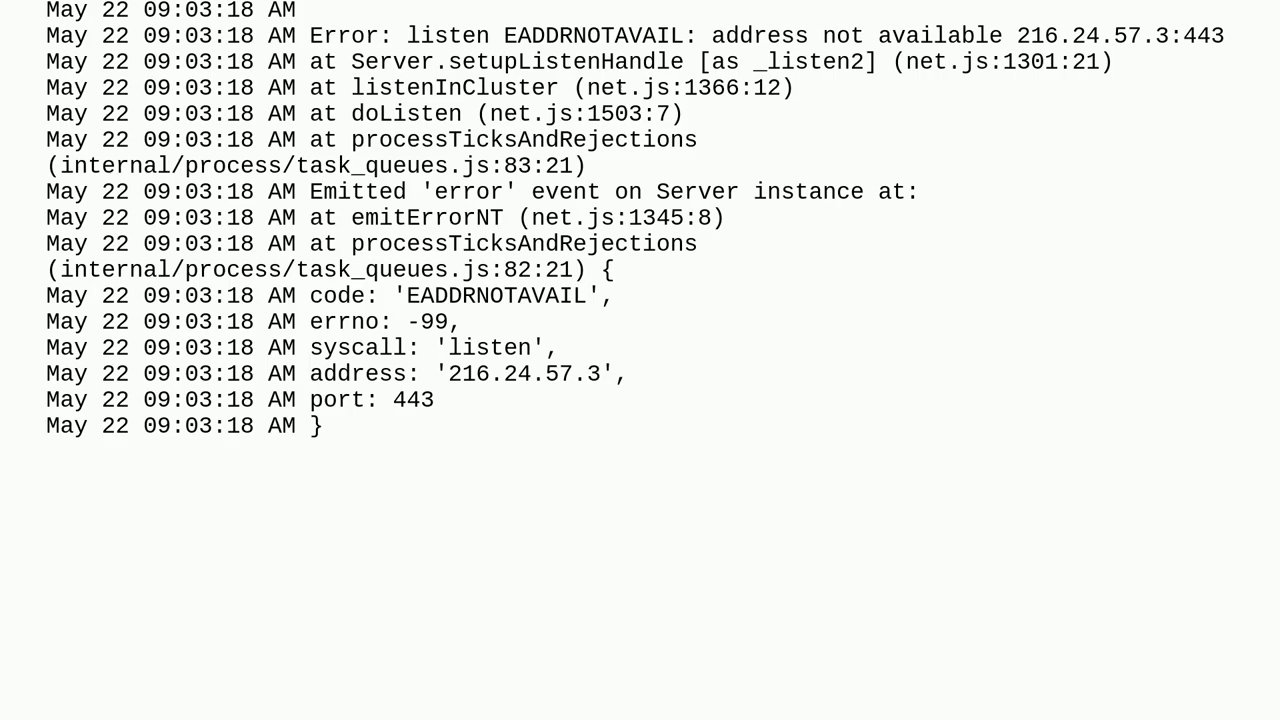 May 22 09:03:18 AM
May 22 09:03:18 AM Error: listen EADDRNOTAVAIL: address not available 216.24.57.3:443
May 22 09:03:18 AM at Server.setupListenHandle [as _listen2] (net.js:1301:21)
May 22 09:03:18 AM at listenInCluster (net.js:1366:12)
May 22 09:03:18 AM at doListen (net.js:1503:7)
May 22 09:03:18 AM at processTicksAndRejections
(internal/process/task_queues.js:83:21)
May 22 09:03:18 AM Emitted 'error' event on Server instance at:
May 22 09:03:18 AM at emitErrorNT (net.js:1345:8)
May 22 09:03:18 AM at processTicksAndRejections
(internal/process/task_queues.js:82:21) {
May 22 09:03:18 AM code: 'EADDRNOTAVAIL',
May 22 09:03:18 AM errno: -99,
May 22 09:03:18 AM syscall: 'listen',
May 22 09:03:18 AM address: '216.24.57.3',
May 22 09:03:18 AM port: 443
May 22 09:03:18 AM }